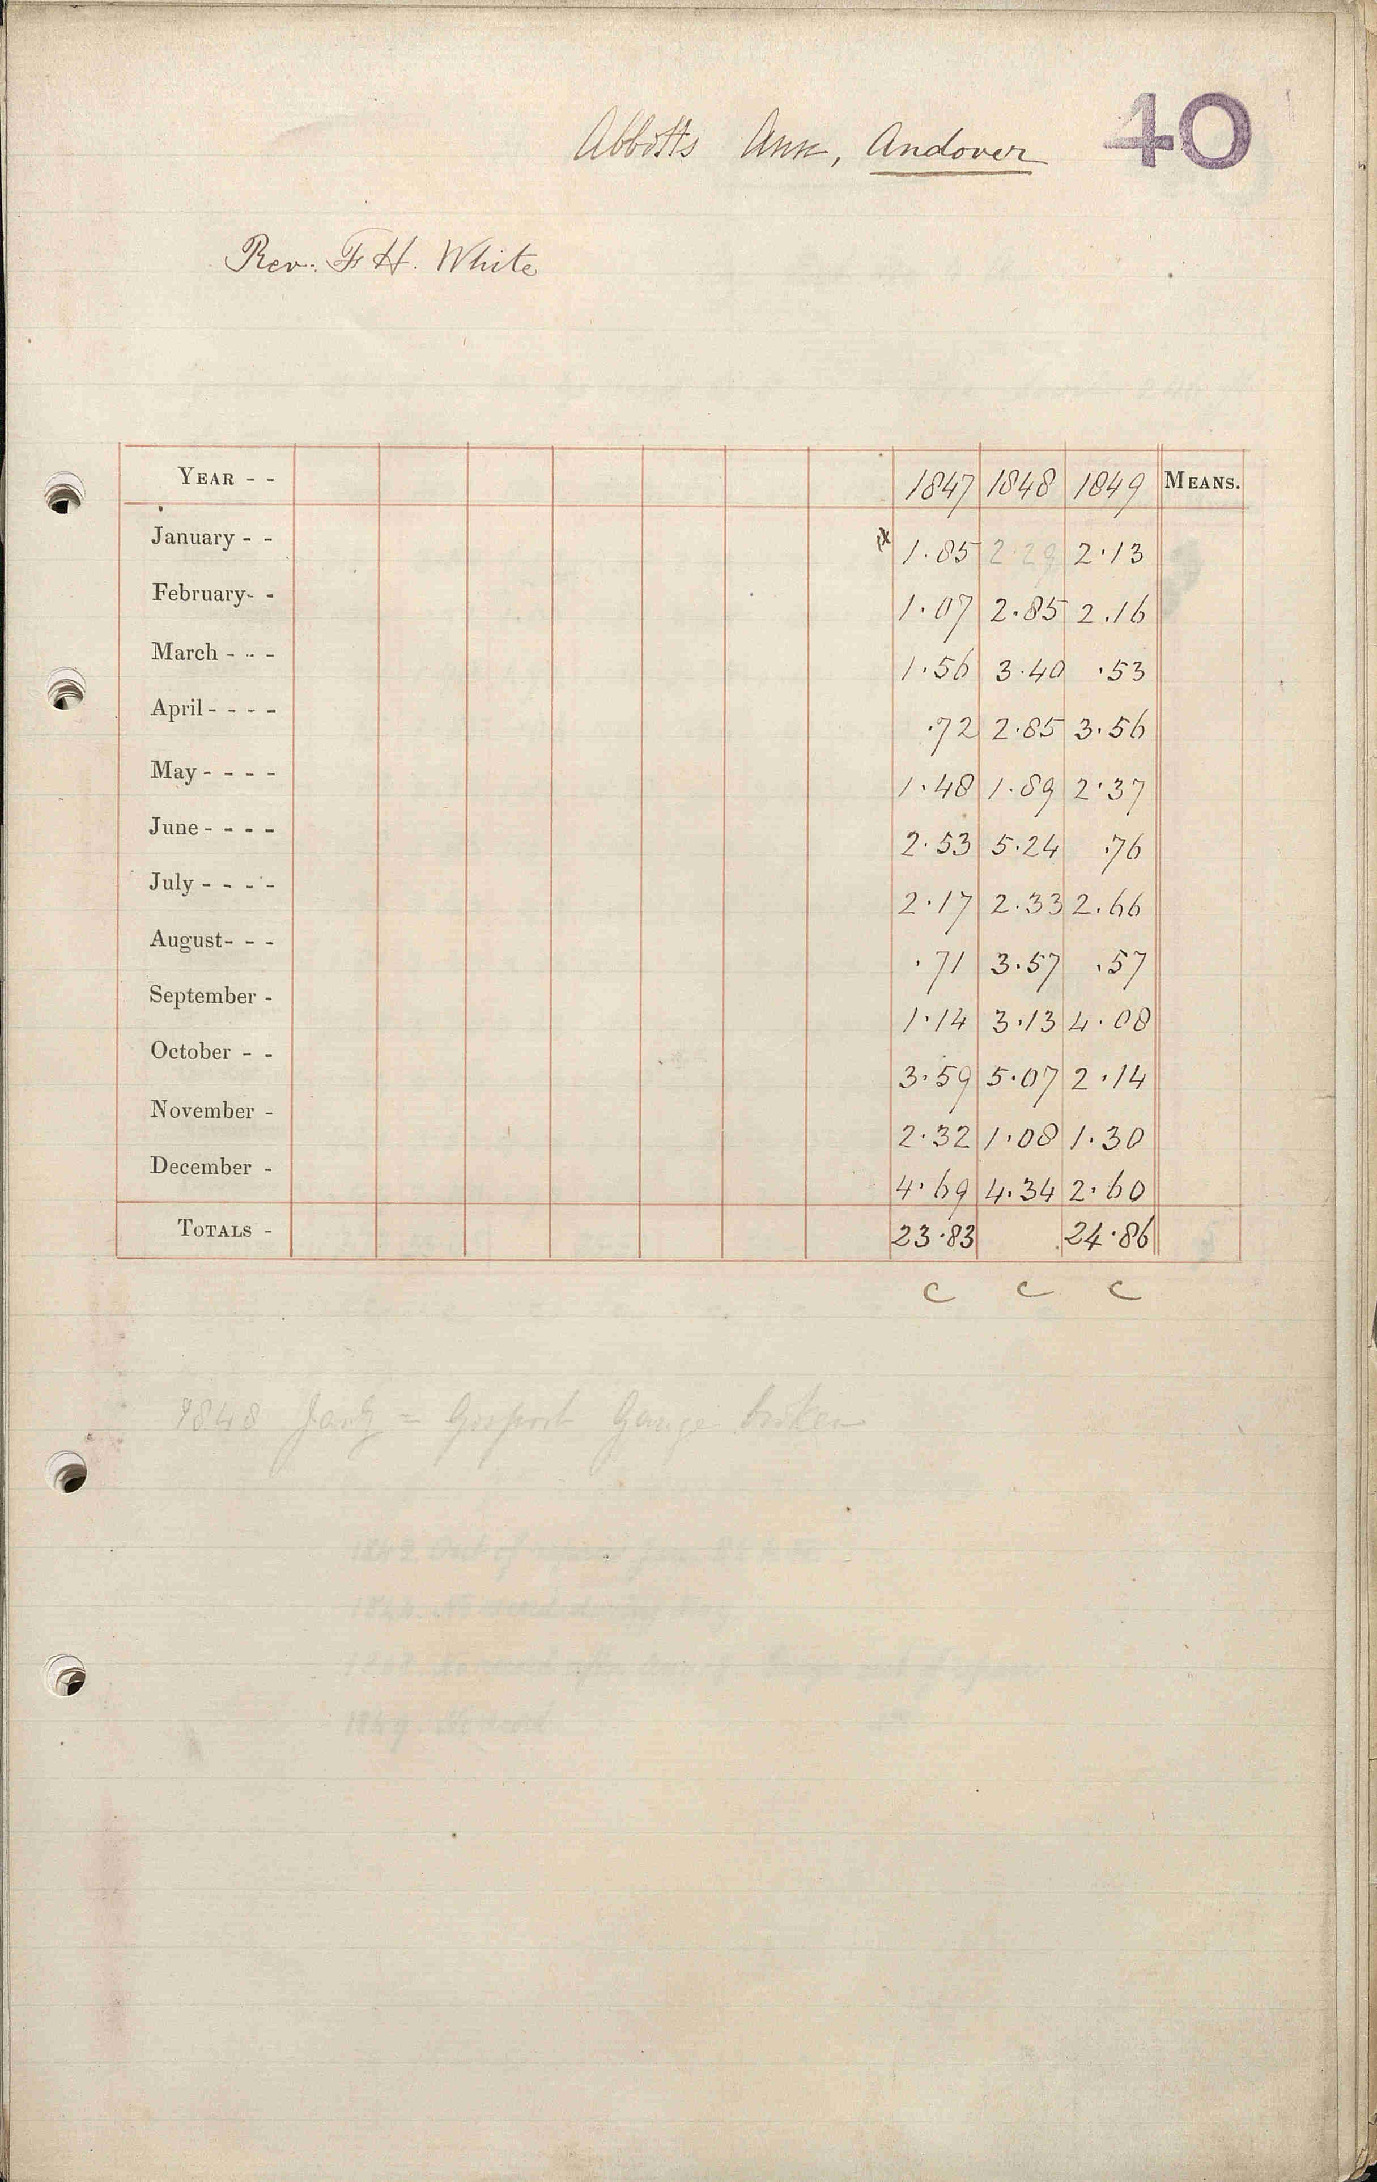 40
Abbotts Ann, Andover
Rev. F H. White
YEAR - - 1847 1848 1849 MEANS.
January - - x 1.85 2.29 2.13
February- - 1.07 2.85 2.16
March - - - 1.56 3.40 .53
April - - - - .72 2.85 3.56
May - - - - 1.48 1.89 2.37
June - - - - 2.53 5.24 .76
July - - - - 2.17 2.33 2.66
August- - - .71 3.57 .57
September - 1.14 3.13 4.08
October - - 3.59 5.07 2.14
November - 2.32 1.08 1.30
December - 4.69 4.34 2.60
TOTALS - 23.83 24.86
C C C
1848 Jany = Gosport Gauge broken